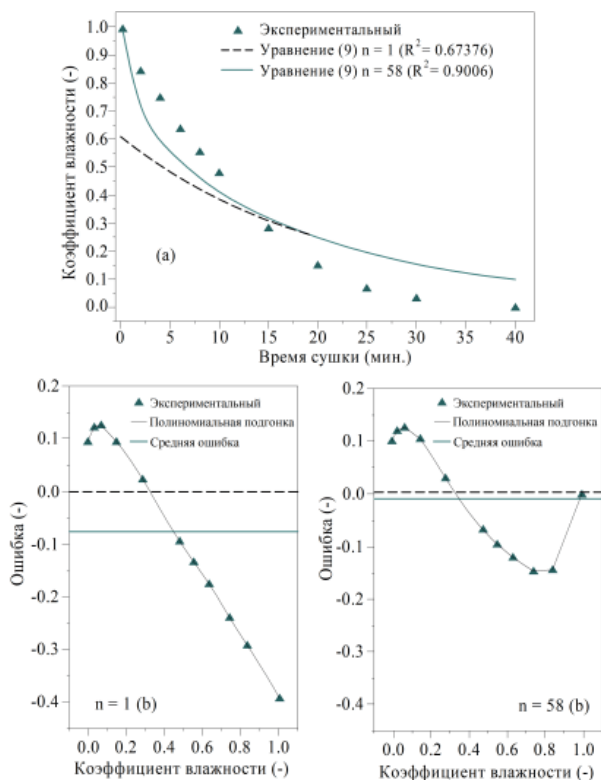 Экспериментальный
Уравнение (9) n = 1 (R²= 0.67376)
Уравнение (9) n = 58 (R²= 0.9006)
Коэффициент влажности (-)
1.0
0.9
0.8
0.7
0.6
0.5
0.4
0.3
0.2
0.1
0.0
(a)
0 5 10 15 20 25 30 35 40
Время сушки (мин.)
Экспериментальный
Полиномиальная подгонка
Средняя ошибка
Ошибка (-)
0.2
0.1
0.0
-0.1
-0.2
-0.3
-0.4
n = 1 (b)
0.0 0.2 0.4 0.6 0.8 1.0
Коэффициент влажности (-)
Экспериментальный
Полиномиальная подгонка
Средняя ошибка
Ошибка (-)
0.2
0.1
0.0
-0.1
-0.2
-0.3
-0.4
n = 58 (b)
0.0 0.2 0.4 0.6 0.8 1.0
Коэффициент влажности (-)